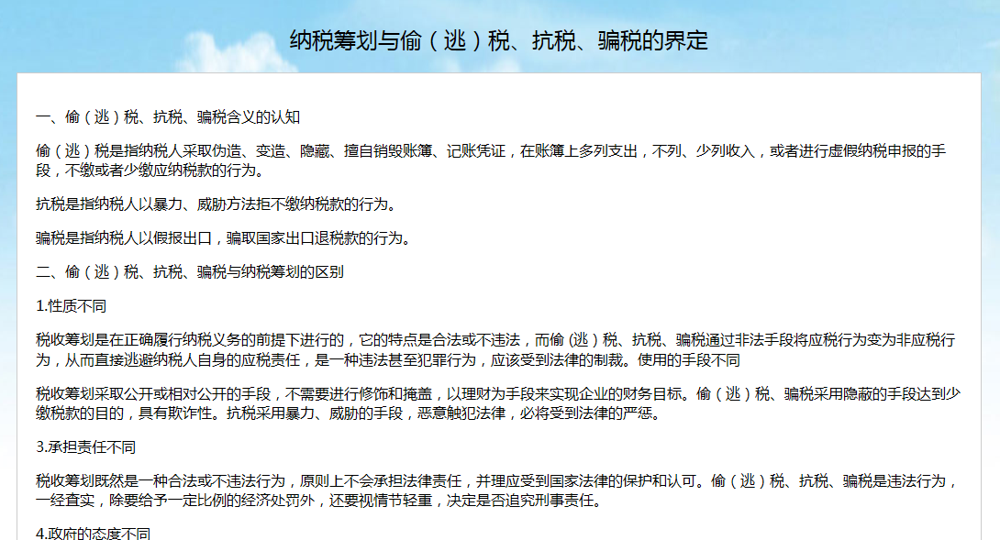 纳税筹划与偷（逃）税、抗税、骗税的界定
一、偷（逃）税、抗税、骗税含义的认知
偷（逃）税是指纳税人采取伪造、变造、隐藏、擅自销毁账簿、记账凭证，在账簿上多列支出，不列、少列收入，或者进行虚假纳税申报的手
段，不缴或者少缴应纳税款的行为。
抗税是指纳税人以暴力、威胁方法拒不缴纳税款的行为。
骗税是指纳税人以假报出口，骗取国家出口退税款的行为。
二、偷（逃）税、抗税、骗税与纳税筹划的区别
1.性质不同
税收筹划是在正确履行纳税义务的前提下进行的，它的特点是合法或不违法，而偷 (逃）税、抗税、骗税通过非法手段将应税行为变为非应税行
为，从而直接逃避纳税人自身的应税责任，是一种违法甚至犯罪行为，应该受到法律的制裁。使用的手段不同
税收筹划采取公开或相对公开的手段，不需要进行修饰和掩盖，以理财为手段来实现企业的财务目标。偷（逃）税、骗税采用隐蔽的手段达到少
缴税款的目的，具有欺诈性。抗税采用暴力、威胁的手段，恶意触犯法律，必将受到法律的严惩。
3.承担责任不同
税收筹划既然是一种合法或不违法行为，原则上不会承担法律责任，并理应受到国家法律的保护和认可。偷（逃）税、抗税、骗税是违法行为，
一经查实，除要给予一定比例的经济处罚外，还要视情节轻重，决定是否追究刑事责任。
4.政府的态度不同